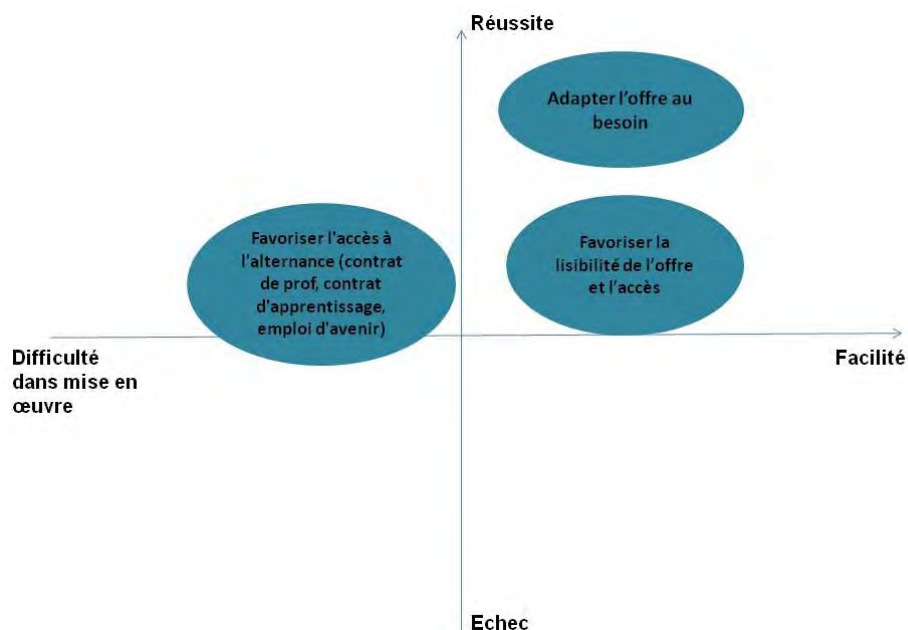 Réussite
Adapter l'offre au
besoin
Favoriser l'accès à
l'alternance (contrat
de prof, contrat
d'apprentissage,
emploi d'avenir)
Favoriser la
lisibilité de l'offre
et l'accès
Difficulté
dans mise en
œuvre
Facilité
Echec